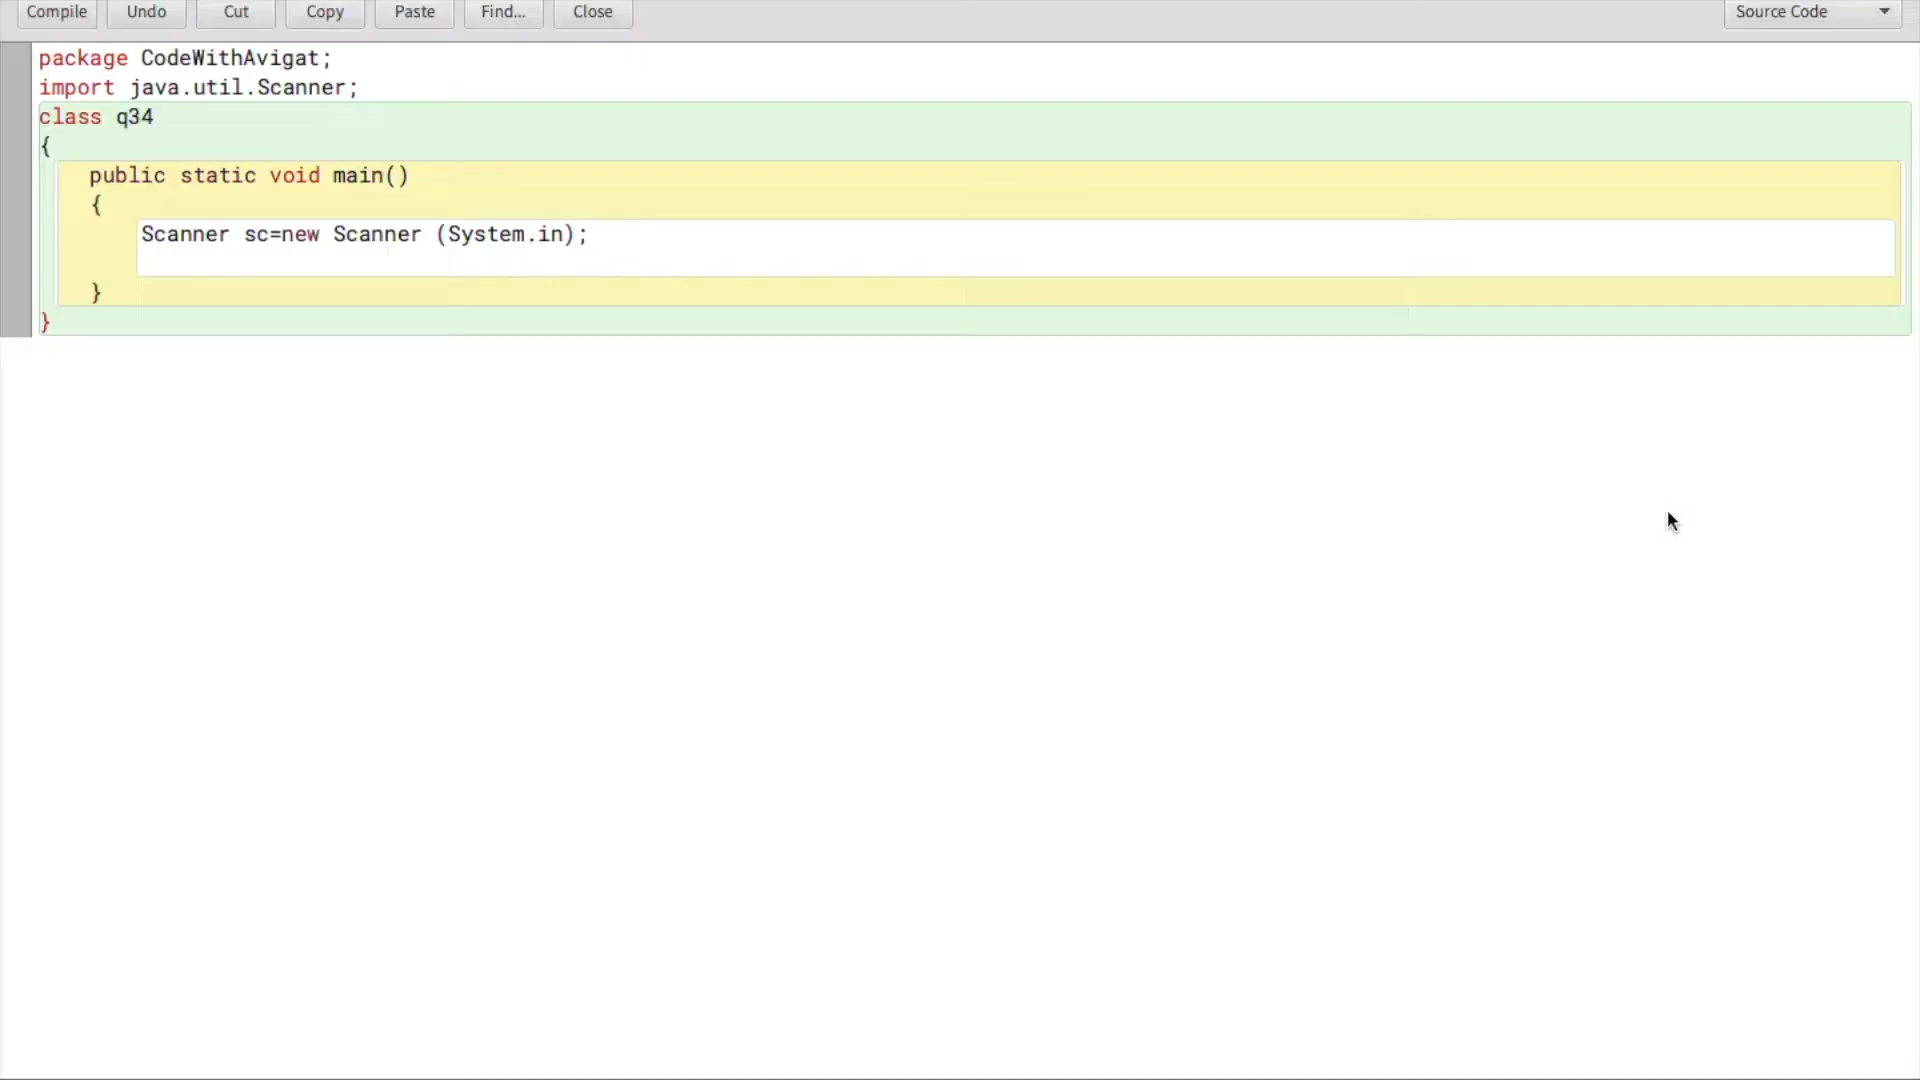 Compile Undo Cut Copy Paste Find... Close Source Code
package CodeWithAvigat;
import java.util.Scanner;
class q34
{
public static void main()
{
Scanner sc=new Scanner (System.in);
}
}